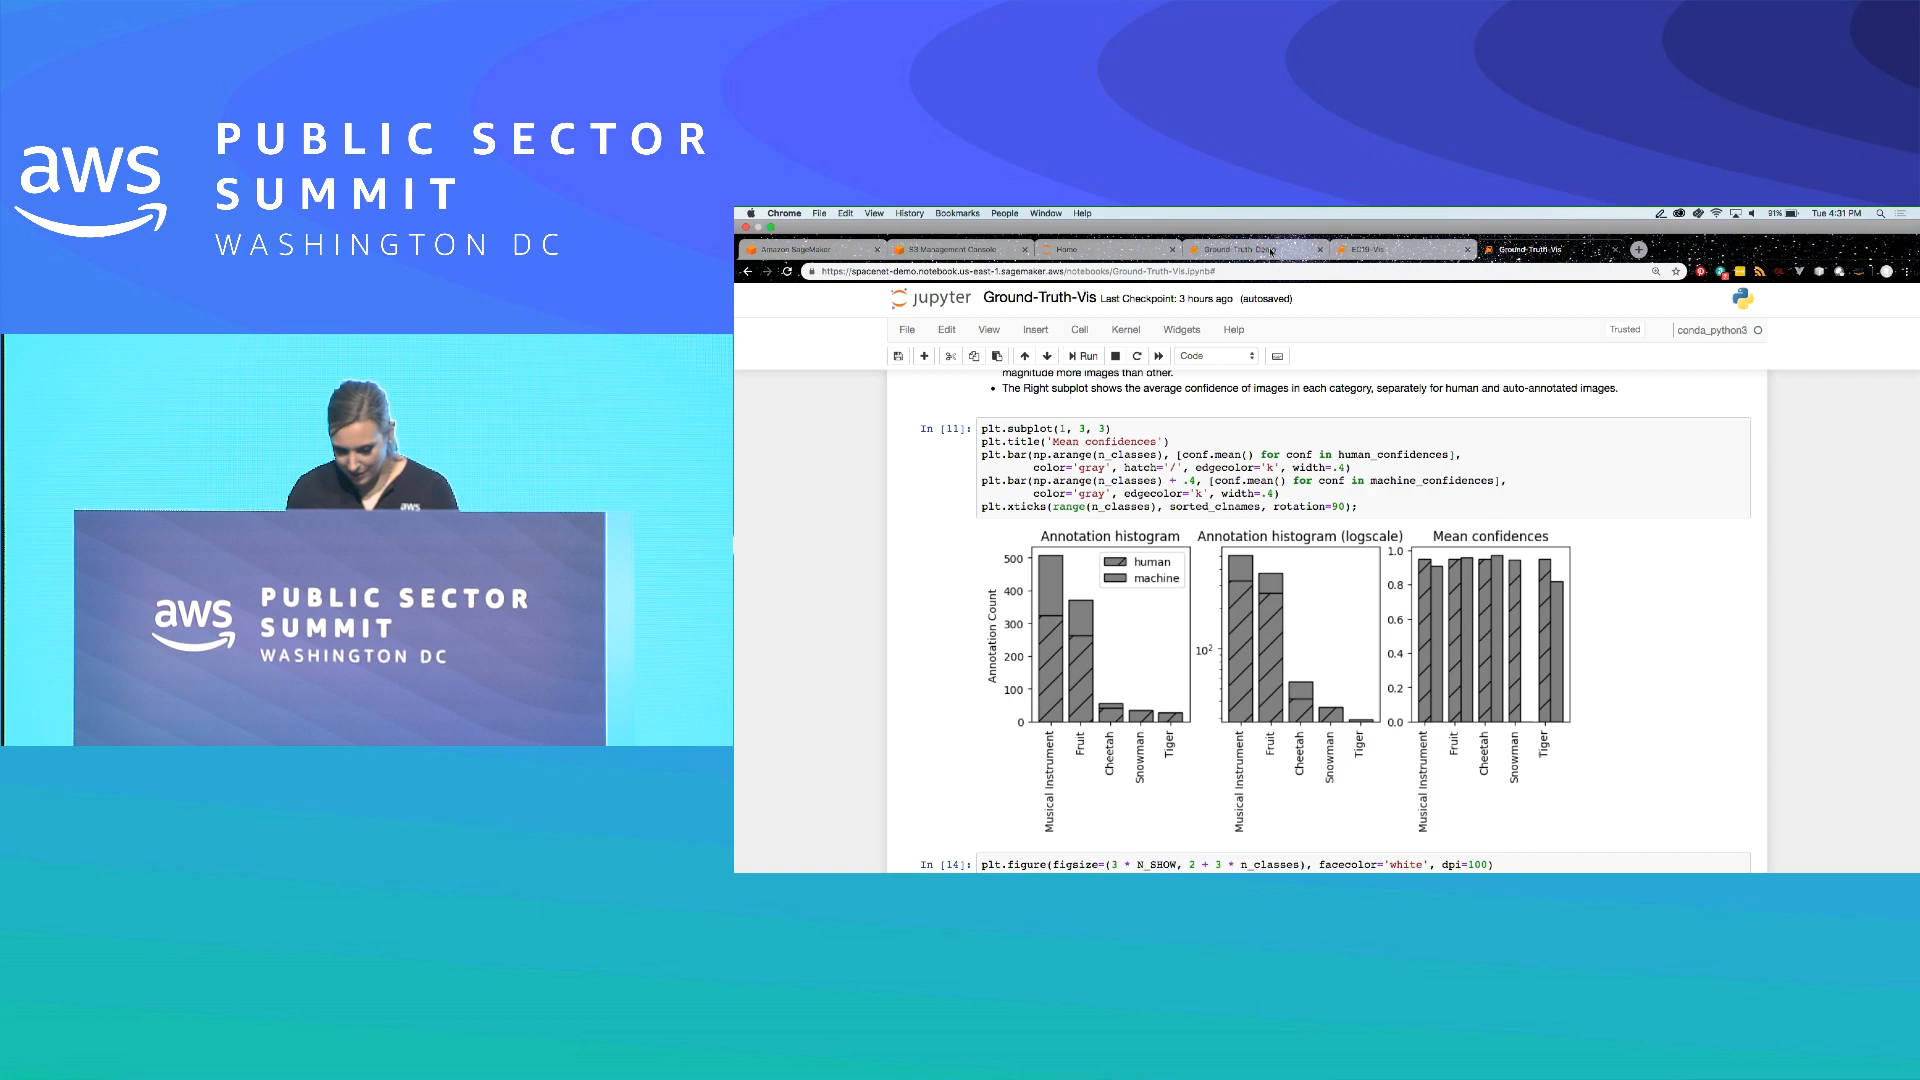 aws
PUBLIC SECTOR
SUMMIT
WASHINGTON DC
Chrome File Edit View History Bookmarks People Window Help
91% Tue 4:31 PM
Amazon SageMaker
S3 Management Console
Home
Ground-Truth-Demo
Ground-Truth-Vis
https://spacenet-demo.notebook.us-east-1.sagemaker.aws/notebooks/Ground-Truth-Vis.ipynb#
jupyter Ground-Truth-Vis Last Checkpoint: 3 hours ago (autosaved)
File Edit View Insert Cell Kernel Widgets Help
Trusted conda_python3
Run
Code
magnitude more images than other.
• The Right subplot shows the average confidence of images in each category, separately for human and auto-annotated images.
In [11]: plt.subplot(1, 3, 3)
plt.title('Mean confidences')
plt.bar(np.arange(n_classes), [conf.mean() for conf in human_confidences],
color='gray', hatch='/', edgecolor='k', width=.4)
plt.bar(np.arange(n_classes) + .4, [conf.mean() for conf in machine_confidences],
color='gray', edgecolor='k', width=.4)
plt.xticks(range(n_classes), sorted_clnames, rotation=90);
Annotation histogram
Annotation Count
500
400
300
200
100
0
human
machine
Musical Instrument
Fruit
Cheetah
Snowman
Tiger
Annotation histogram (logscale)
10²
Musical Instrument
Fruit
Cheetah
Snowman
Tiger
Mean confidences
1.0
0.8
0.6
0.4
0.2
0.0
Musical Instrument
Fruit
Cheetah
Snowman
Tiger
In [14]: plt.figure(figsize=(3 * N_SHOW, 2 + 3 * n_classes), facecolor='white', dpi=100)
aws
aws
PUBLIC SECTOR
SUMMIT
WASHINGTON DC